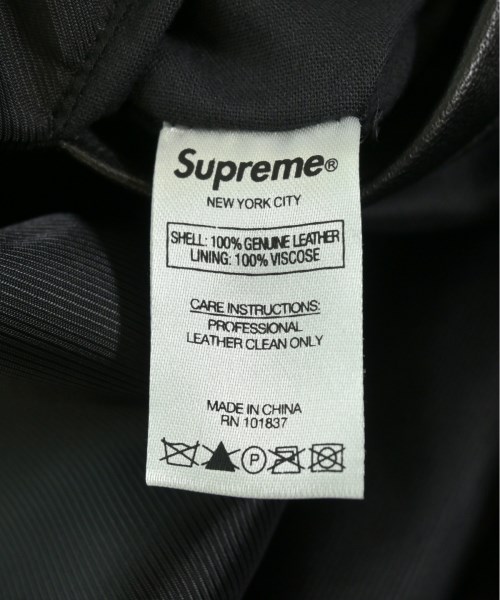 Supreme®
NEW YORK CITY
SHELL: 100% GENUINE LEATHER
LINING: 100% VISCOSE
CARE INSTRUCTIONS:
PROFESSIONAL
LEATHER CLEAN ONLY
MADE IN CHINA
RN 101837
P